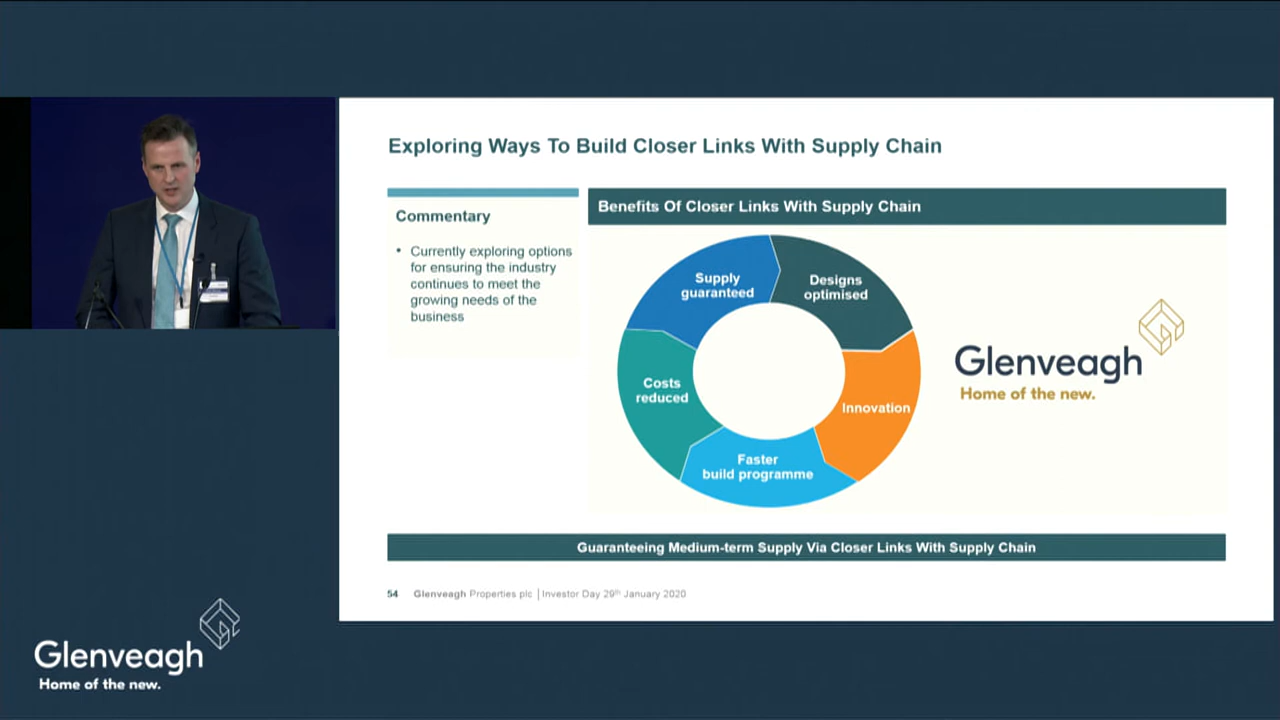 Exploring Ways To Build Closer Links With Supply Chain
Commentary
• Currently exploring options
for ensuring the industry
continues to meet the
growing needs of the
business
Benefits Of Closer Links With Supply Chain
Supply
guaranteed
Designs
optimised
Costs
reduced
Innovation
Faster
build programme
Glenveagh
Home of the new.
Guaranteeing Medium-term Supply Via Closer Links With Supply Chain
54 Glenveagh Properties plc | Investor Day 29th January 2020
Glenveagh
Home of the new.